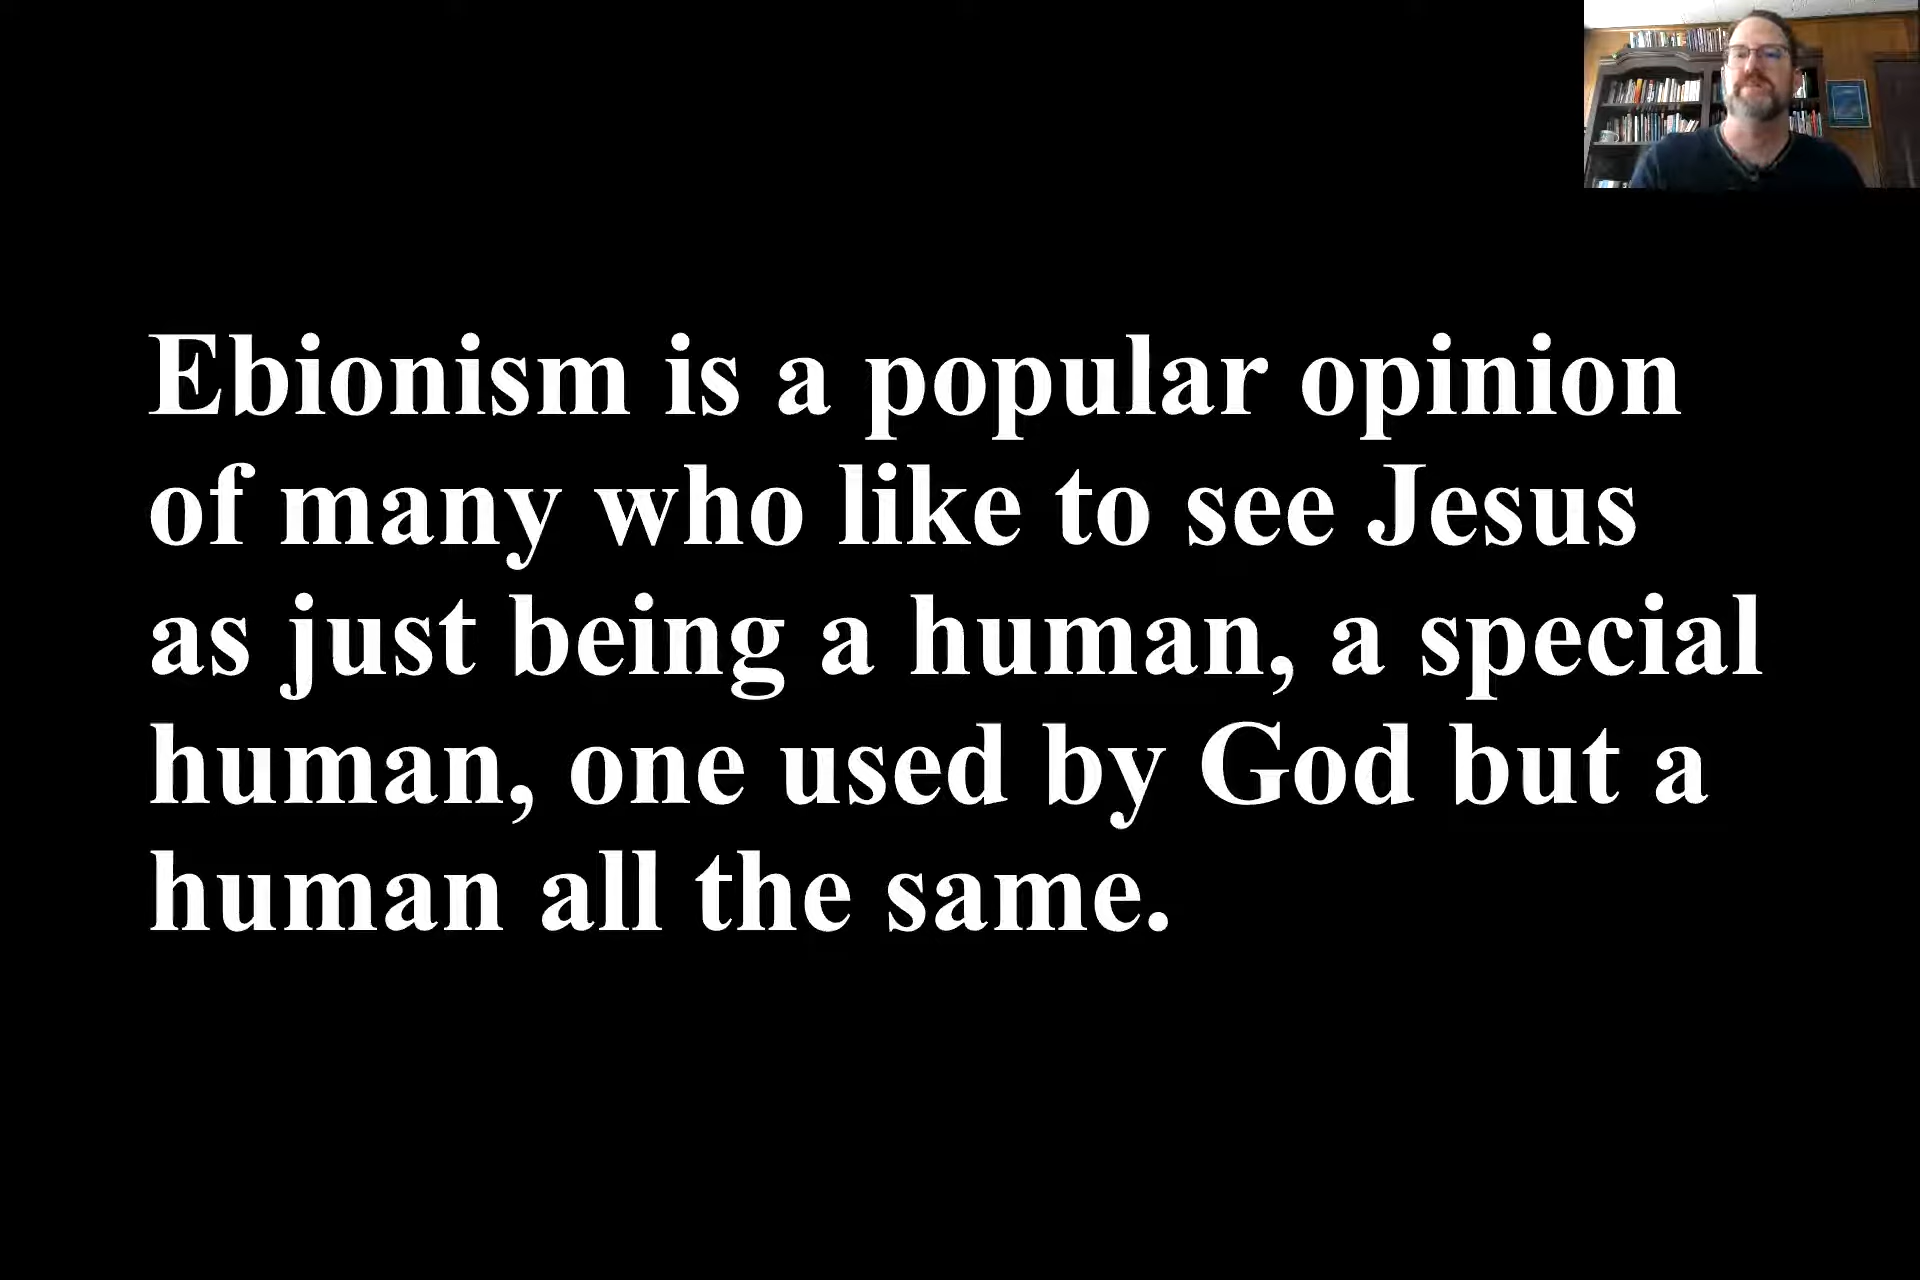 Ebionism is a popular opinion
of many who like to see Jesus
as just being a human, a special
human, one used by God but a
human all the same.